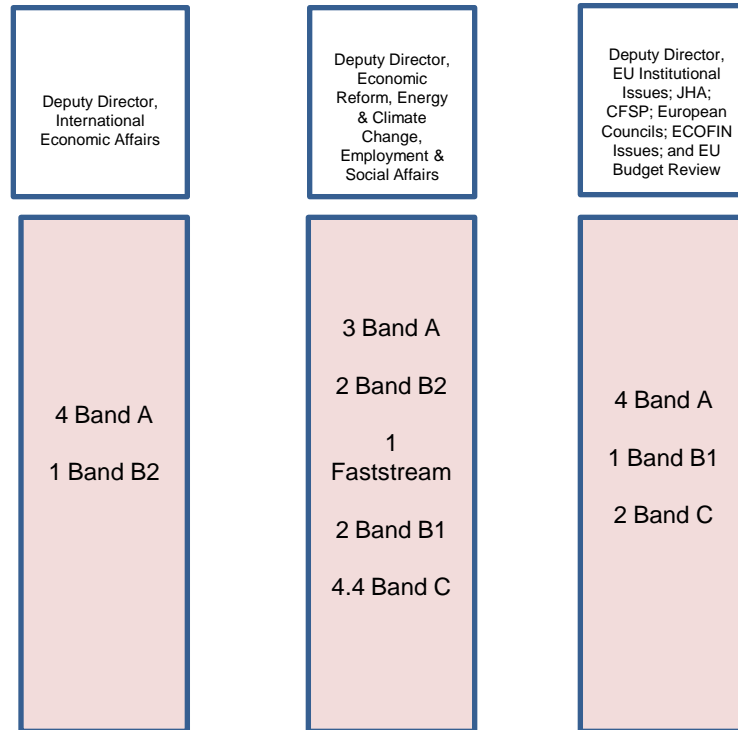 Deputy Director,
International
Economic Affairs
Deputy Director,
Economic
Reform, Energy
& Climate
Change,
Employment &
Social Affairs
Deputy Director,
EU Institutional
Issues; JHA;
CFSP; European
Councils; ECOFIN
Issues; and EU
Budget Review
4 Band A
1 Band B2
3 Band A
2 Band B2
1
Faststream
2 Band B1
4.4 Band C
4 Band A
1 Band B1
2 Band C